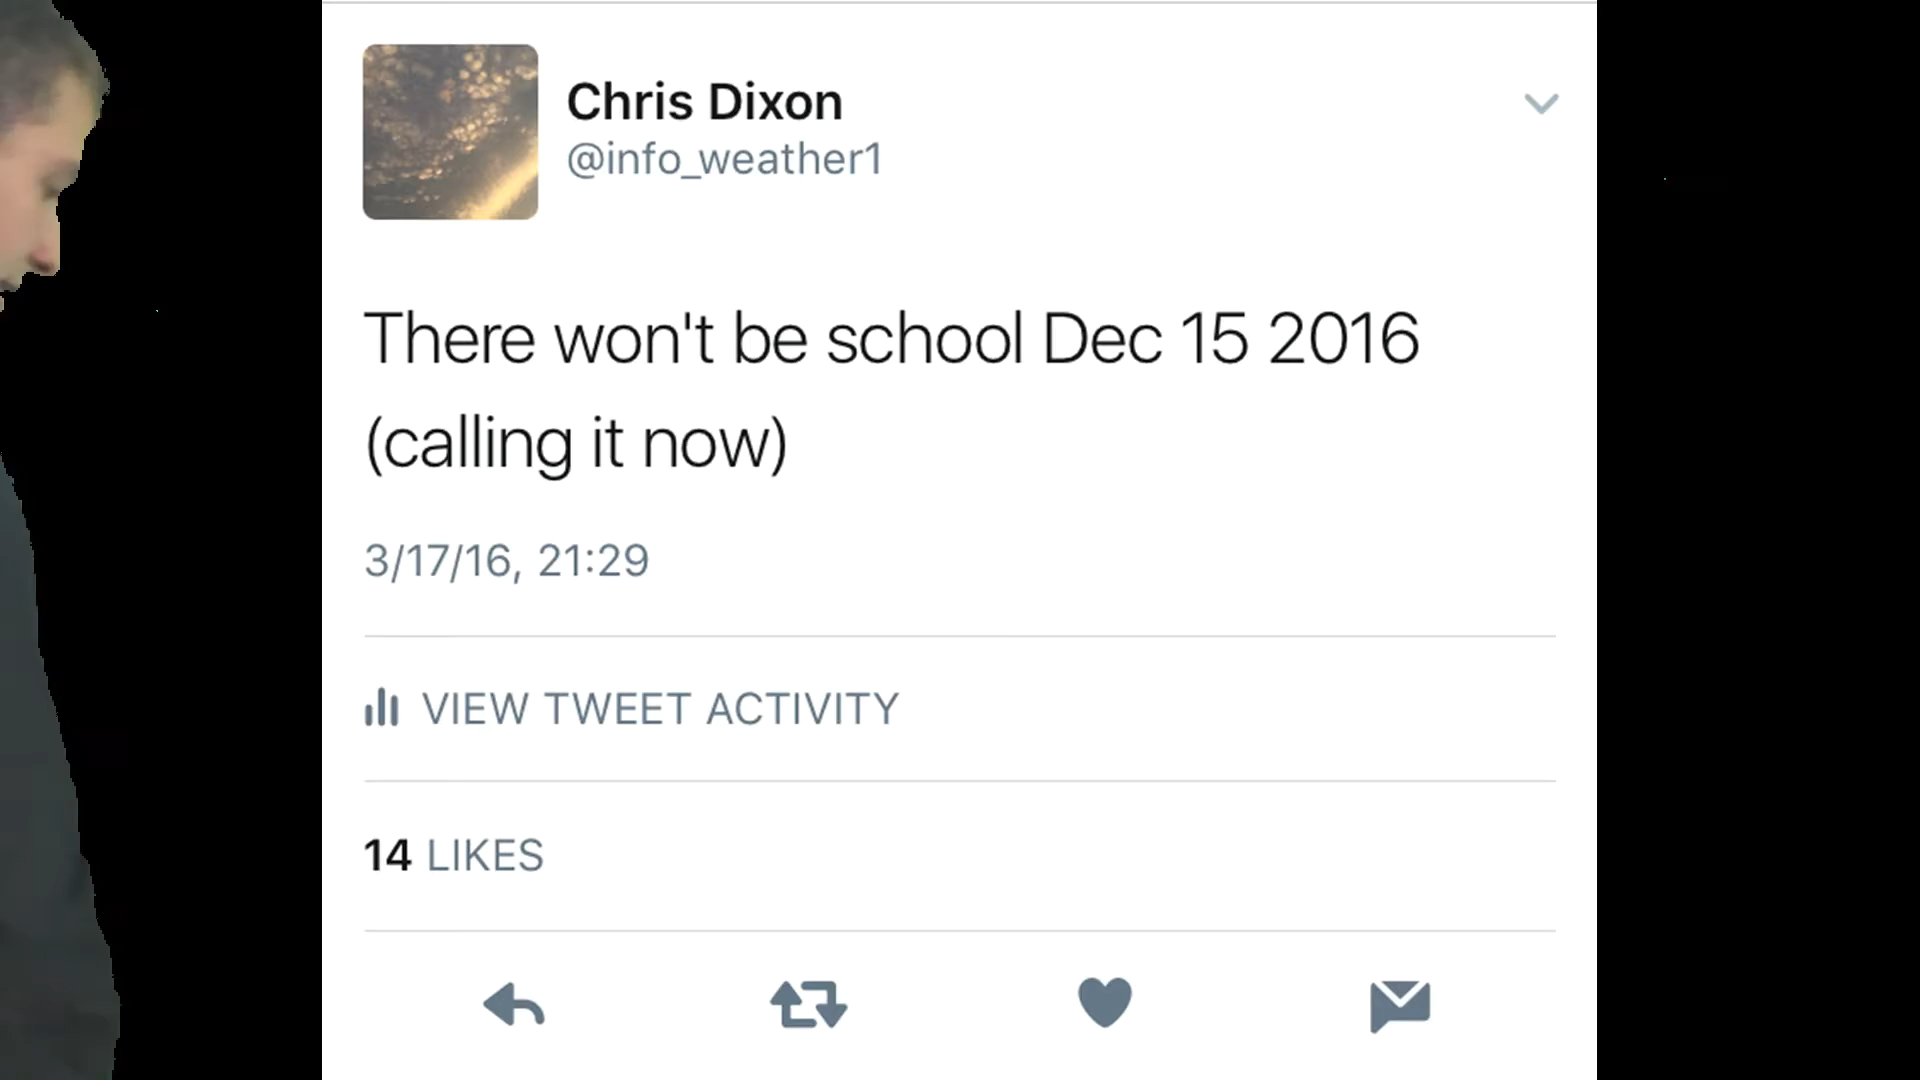 Chris Dixon
@info_weather1
There won't be school Dec 15 2016
(calling it now)
3/17/16, 21:29
VIEW TWEET ACTIVITY
14 LIKES